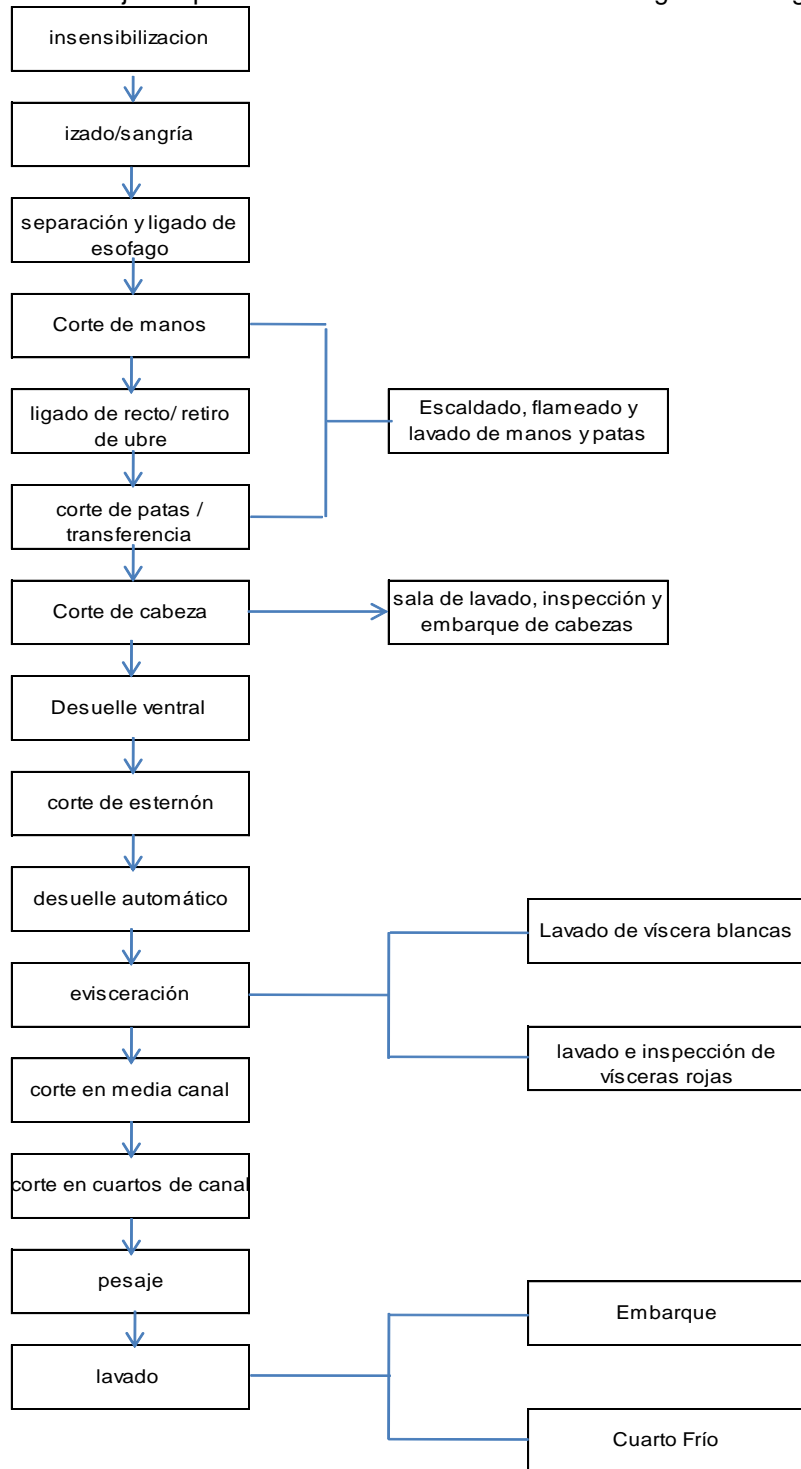 insensibilizacion
izado/sangría
separación y ligado de
esofago
Corte de manos
ligado de recto/ retiro
de ubre
Escaldado, flameado y
lavado de manos y patas
corte de patas /
transferencia
Corte de cabeza
sala de lavado, inspección y
embarque de cabezas
Desuelle ventral
corte de esternón
desuelle automático
evisceración
Lavado de víscera blancas
lavado e inspección de
vísceras rojas
corte en media canal
corte en cuartos de canal
pesaje
lavado
Embarque
Cuarto Frío